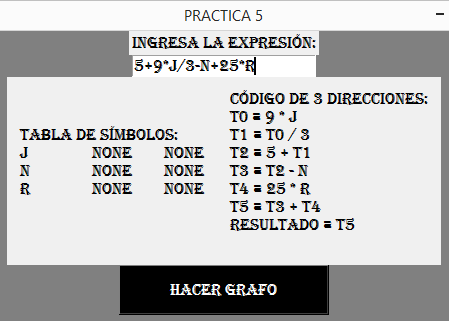 PRACTICA 5
INGRESA LA EXPRESIÓN:
5+9*J/3-N+25*R
TABLA DE SÍMBOLOS:
J NONE NONE
N NONE NONE
R NONE NONE
CÓDIGO DE 3 DIRECCIONES:
T0 = 9 * J
T1 = T0 / 3
T2 = 5 + T1
T3 = T2 - N
T4 = 25 * R
T5 = T3 + T4
RESULTADO = T5
HACER GRAFO